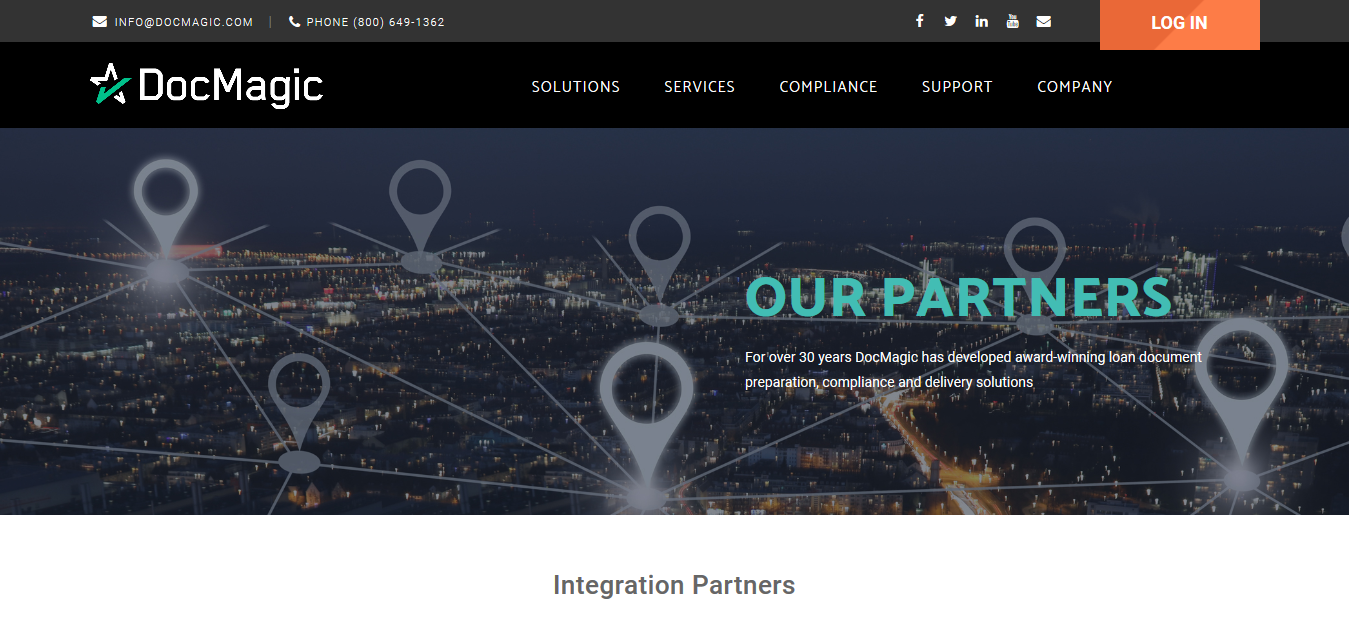 INFO@DOCMAGIC.COM | PHONE (800) 649-1362
LOG IN
DocMagic
SOLUTIONS SERVICES COMPLIANCE SUPPORT COMPANY
OUR PARTNERS
For over 30 years DocMagic has developed award-winning loan document
preparation, compliance and delivery solutions
Integration Partners